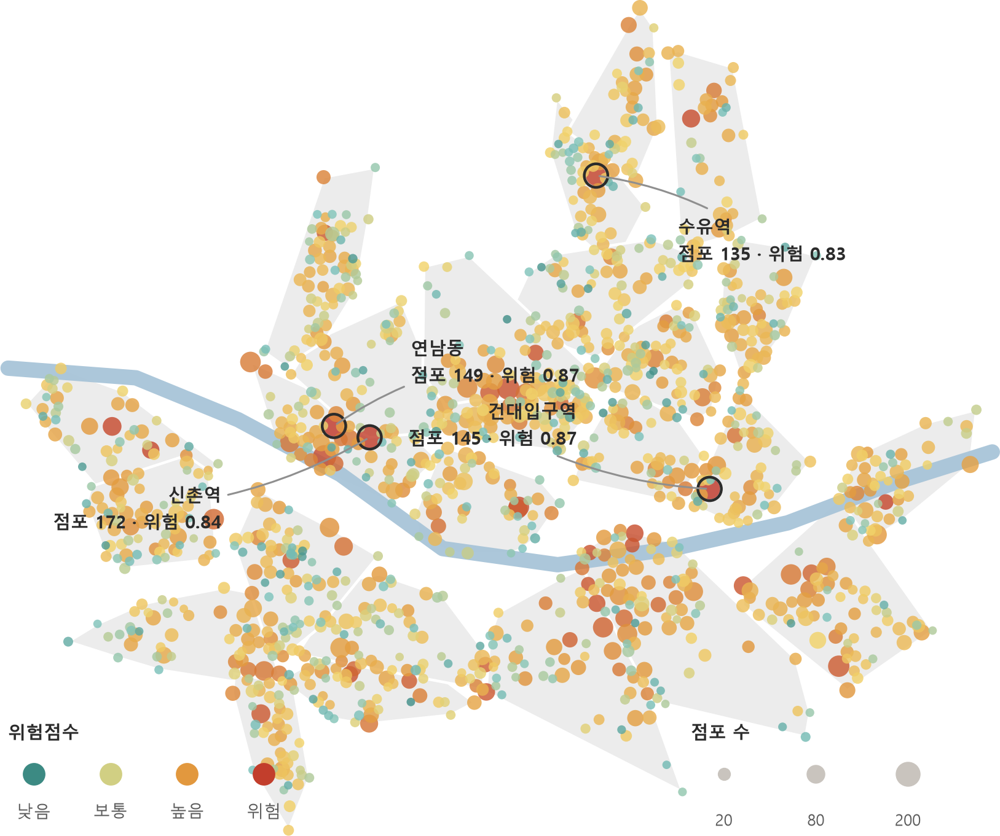 수유역
점포 135 · 위험 0.83
연남동
점포 149 · 위험 0.87
건대입구역
점포 145 · 위험 0.87
신촌역
점포 172 · 위험 0.84
위험점수
낮음
보통
높음
위험
점포 수
20
80
200